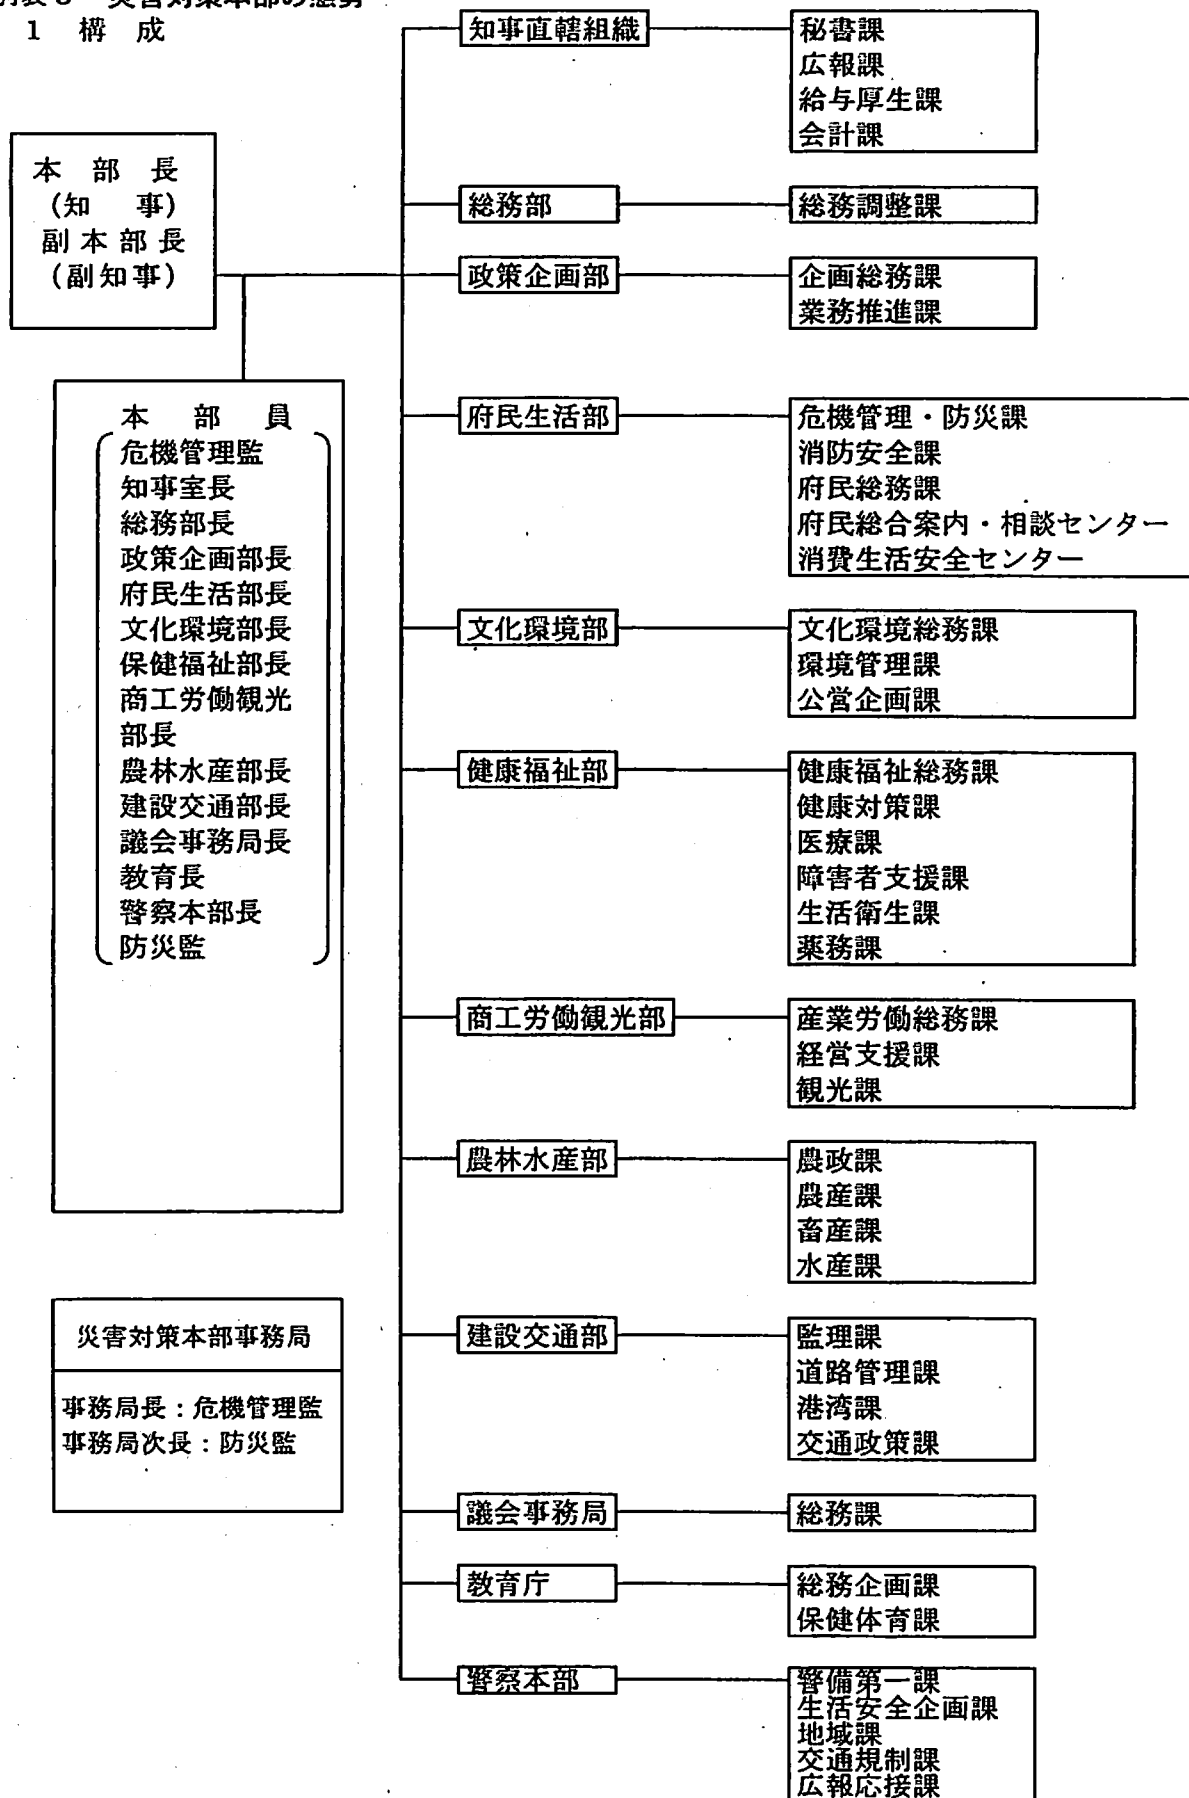 別表3 災害対策本部の態勢
1 構成
本部長
(知事)
副本部長
(副知事)
本部員
危機管理監
知事室長
総務部長
政策企画部長
府民生活部長
文化環境部長
保健福祉部長
商工労働観光
部長
農林水産部長
建設交通部長
議会事務局長
教育長
警察本部長
防災監
災害対策本部事務局
事務局長:危機管理監
事務局次長:防災監
知事直轄組織
秘書課
広報課
給与厚生課
会計課
総務部
総務調整課
政策企画部
企画総務課
業務推進課
府民生活部
危機管理・防災課
消防安全課
府民総務課
府民総合案内・相談センター
消費生活安全センター
文化環境部
文化環境総務課
環境管理課
公営企画課
健康福祉部
健康福祉総務課
健康対策課
医療課
障害者支援課
生活衛生課
薬務課
商工労働観光部
産業労働総務課
経営支援課
観光課
農林水産部
農政課
農産課
畜産課
水産課
建設交通部
監理課
道路管理課
港湾課
交通政策課
議会事務局
総務課
教育庁
総務企画課
保健体育課
警察本部
警備第一課
生活安全企画課
地域課
交通規制課
広報応接課